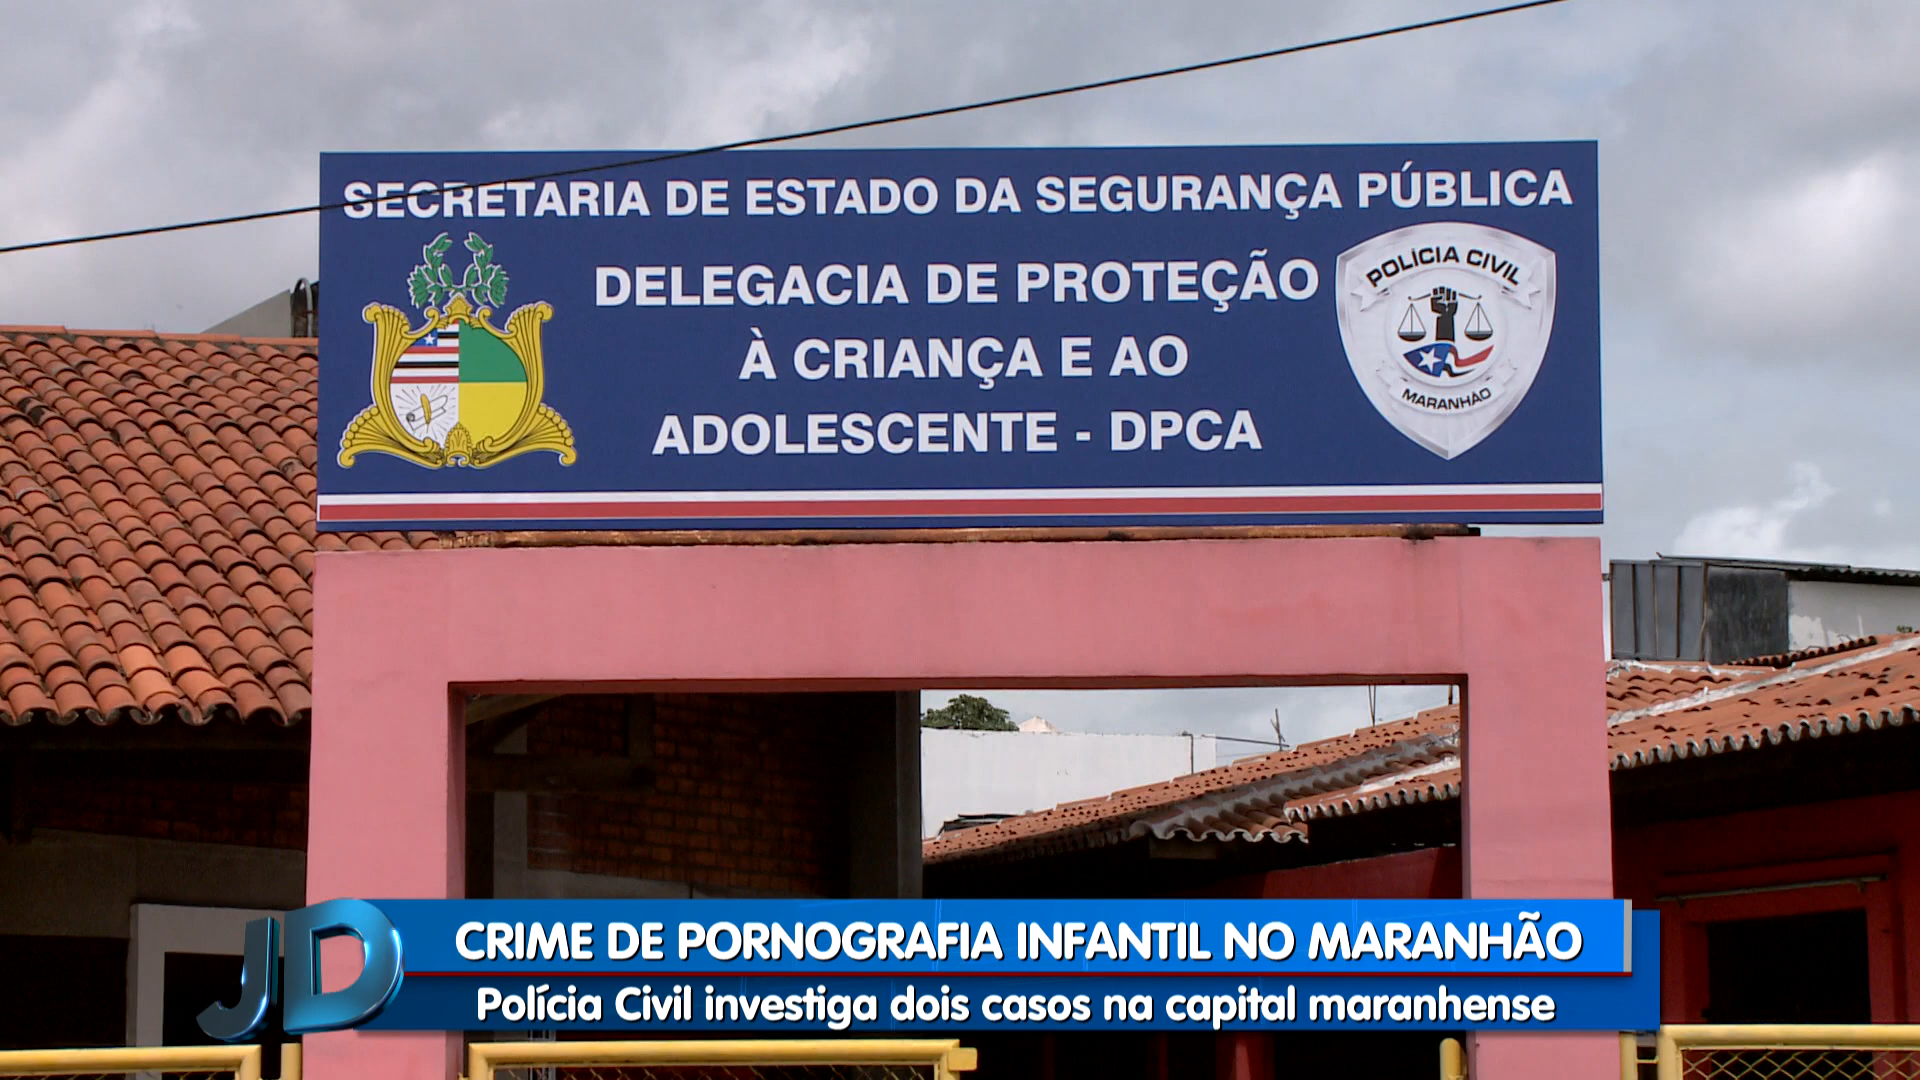 SECRETARIA DE ESTADO DA SEGURANÇA PÚBLICA
DELEGACIA DE PROTEÇÃO
À CRIANÇA E AO
ADOLESCENTE - DPCA
POLÍCIA CIVIL
MARANHÃO
JD
CRIME DE PORNOGRAFIA INFANTIL NO MARANHÃO
Polícia Civil investiga dois casos na capital maranhense